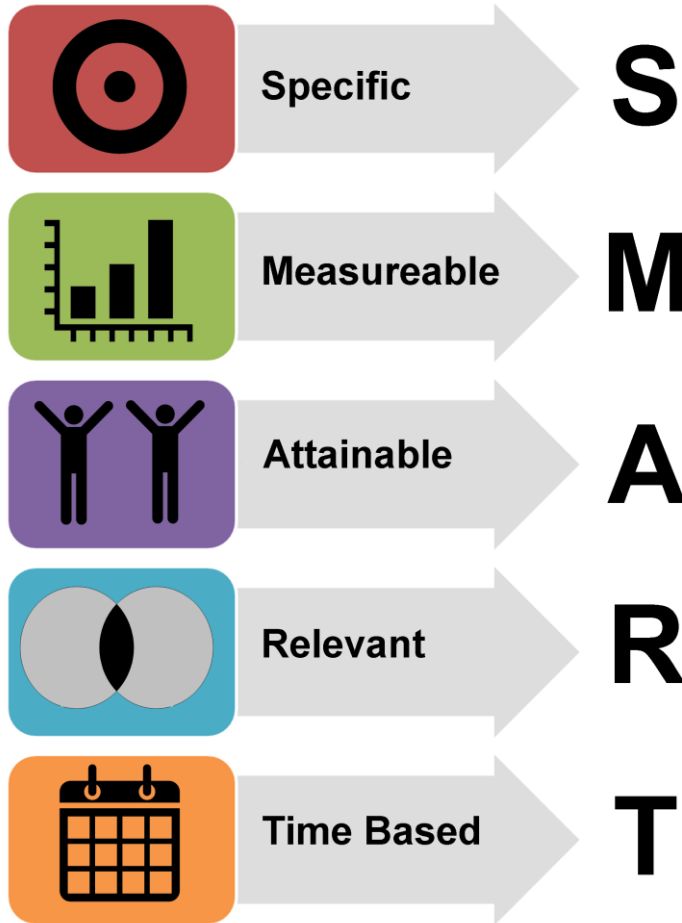 Specific S
Measureable M
Attainable A
Relevant R
Time Based T